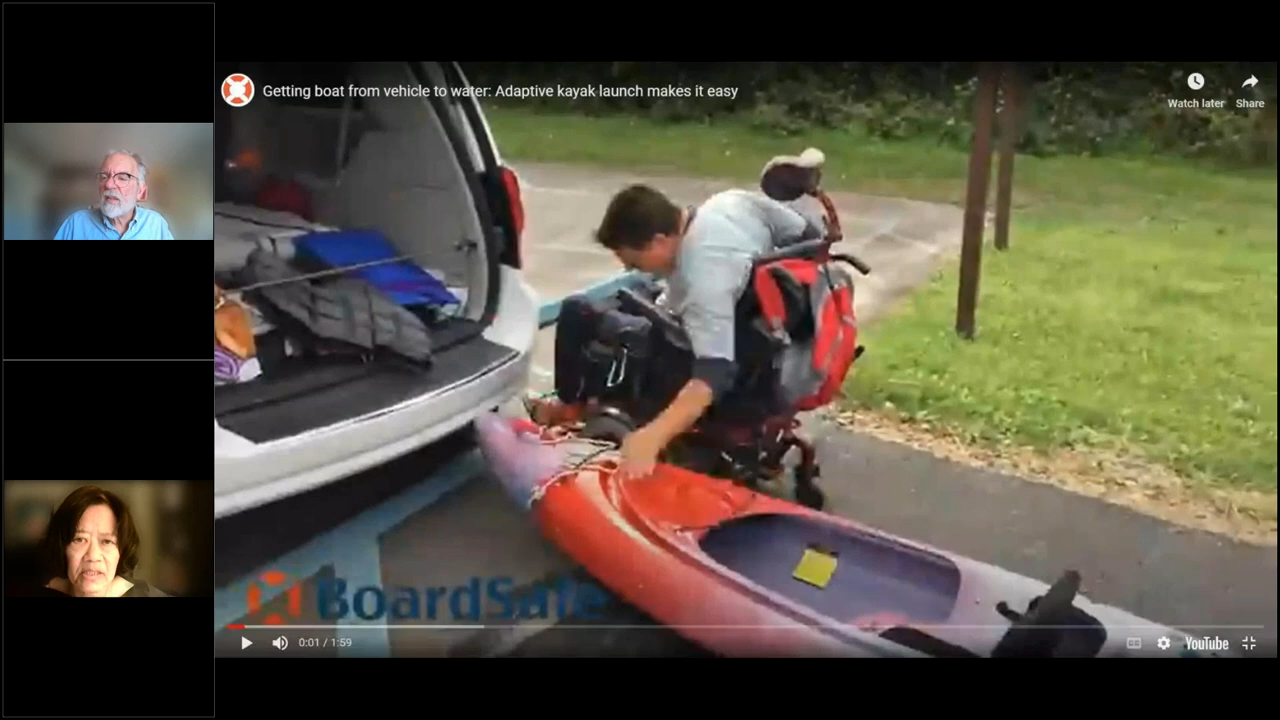 Getting boat from vehicle to water: Adaptive kayak launch makes it easy
Watch later
Share
BoardSafe
0:01 / 1:59
CC
YouTube